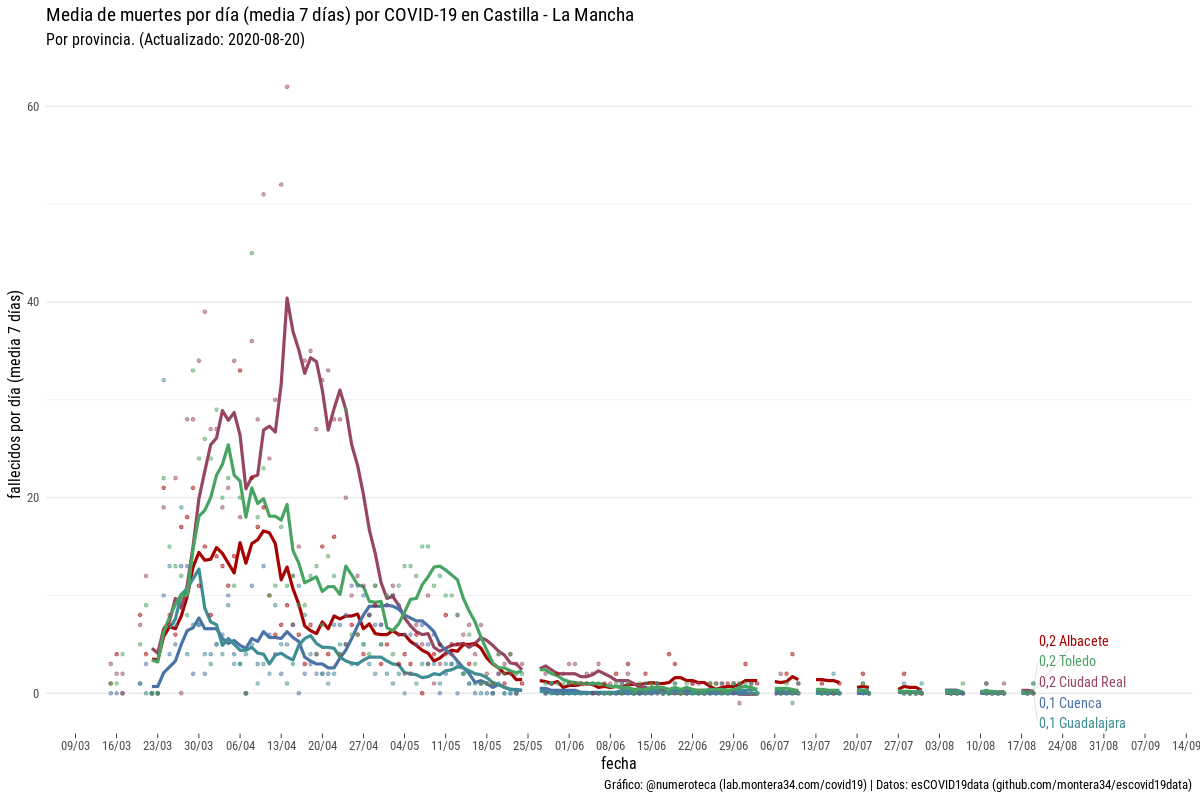 Media de muertes por día (media 7 días) por COVID-19 en Castilla - La Mancha
Por provincia. (Actualizado: 2020-08-20)
fallecidos por día (media 7 días)
60
40
20
0
0,2 Albacete
0,2 Toledo
0,2 Ciudad Real
0,1 Cuenca
0,1 Guadalajara
09/03 16/03 23/03 30/03 06/04 13/04 20/04 27/04 04/05 11/05 18/05 25/05 01/06 08/06 15/06 22/06 29/06 06/07 13/07 20/07 27/07 03/08 10/08 17/08 24/08 31/08 07/09 14/09
fecha
Gráfico: @numeroteca (lab.montera34.com/covid19) | Datos: esCOVID19data (github.com/montera34/escovid19data)